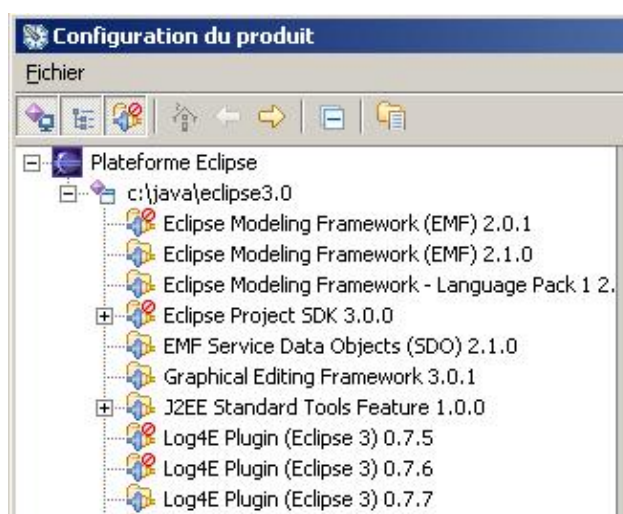 Configuration du produit
Fichier
Plateforme Eclipse
c:\java\eclipse3.0
Eclipse Modeling Framework (EMF) 2.0.1
Eclipse Modeling Framework (EMF) 2.1.0
Eclipse Modeling Framework - Language Pack 1 2.
Eclipse Project SDK 3.0.0
EMF Service Data Objects (SDO) 2.1.0
Graphical Editing Framework 3.0.1
J2EE Standard Tools Feature 1.0.0
Log4E Plugin (Eclipse 3) 0.7.5
Log4E Plugin (Eclipse 3) 0.7.6
Log4E Plugin (Eclipse 3) 0.7.7